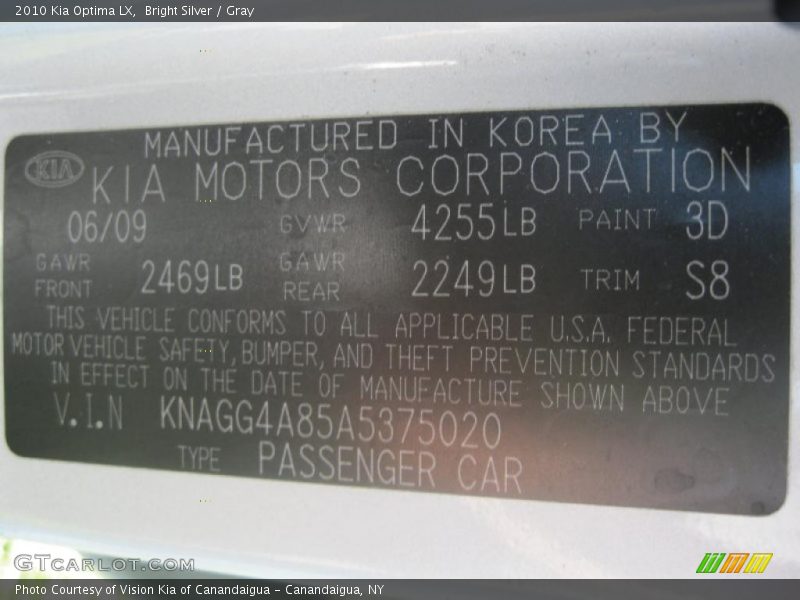 2010 Kia Optima LX,  Bright Silver / Gray
MANUFACTURED IN KOREA BY
KIA KIA MOTORS CORPORATION
06/09 GVWR 4255LB PAINT 3D
GAWR FRONT 2469LB GAWR REAR 2249LB TRIM S8
THIS VEHICLE CONFORMS TO ALL APPLICABLE U.S.A. FEDERAL
MOTOR VEHICLE SAFETY, BUMPER, AND THEFT PREVENTION STANDARDS
IN EFFECT ON THE DATE OF MANUFACTURE SHOWN ABOVE
V.I.N KNAGG4A85A5375020
TYPE PASSENGER CAR
GTCarLot.com
Photo Courtesy of Vision Kia of Canandaigua - Canandaigua, NY